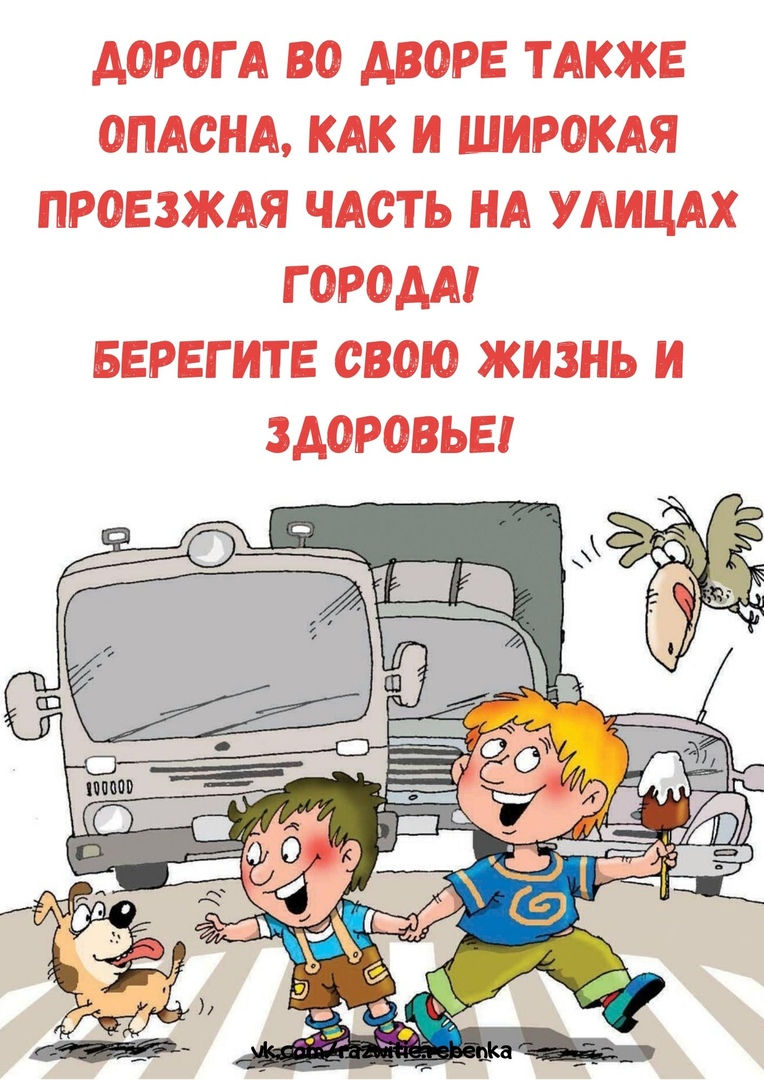 ДОРОГА ВО ДВОРЕ ТАКЖЕ
ОПАСНА, КАК И ШИРОКАЯ
ПРОЕЗЖАЯ ЧАСТЬ НА УЛИЦАХ
ГОРОДА!
БЕРЕГИТЕ СВОЮ ЖИЗНЬ И
ЗДОРОВЬЕ!
vk.com/razwitie.rebenka